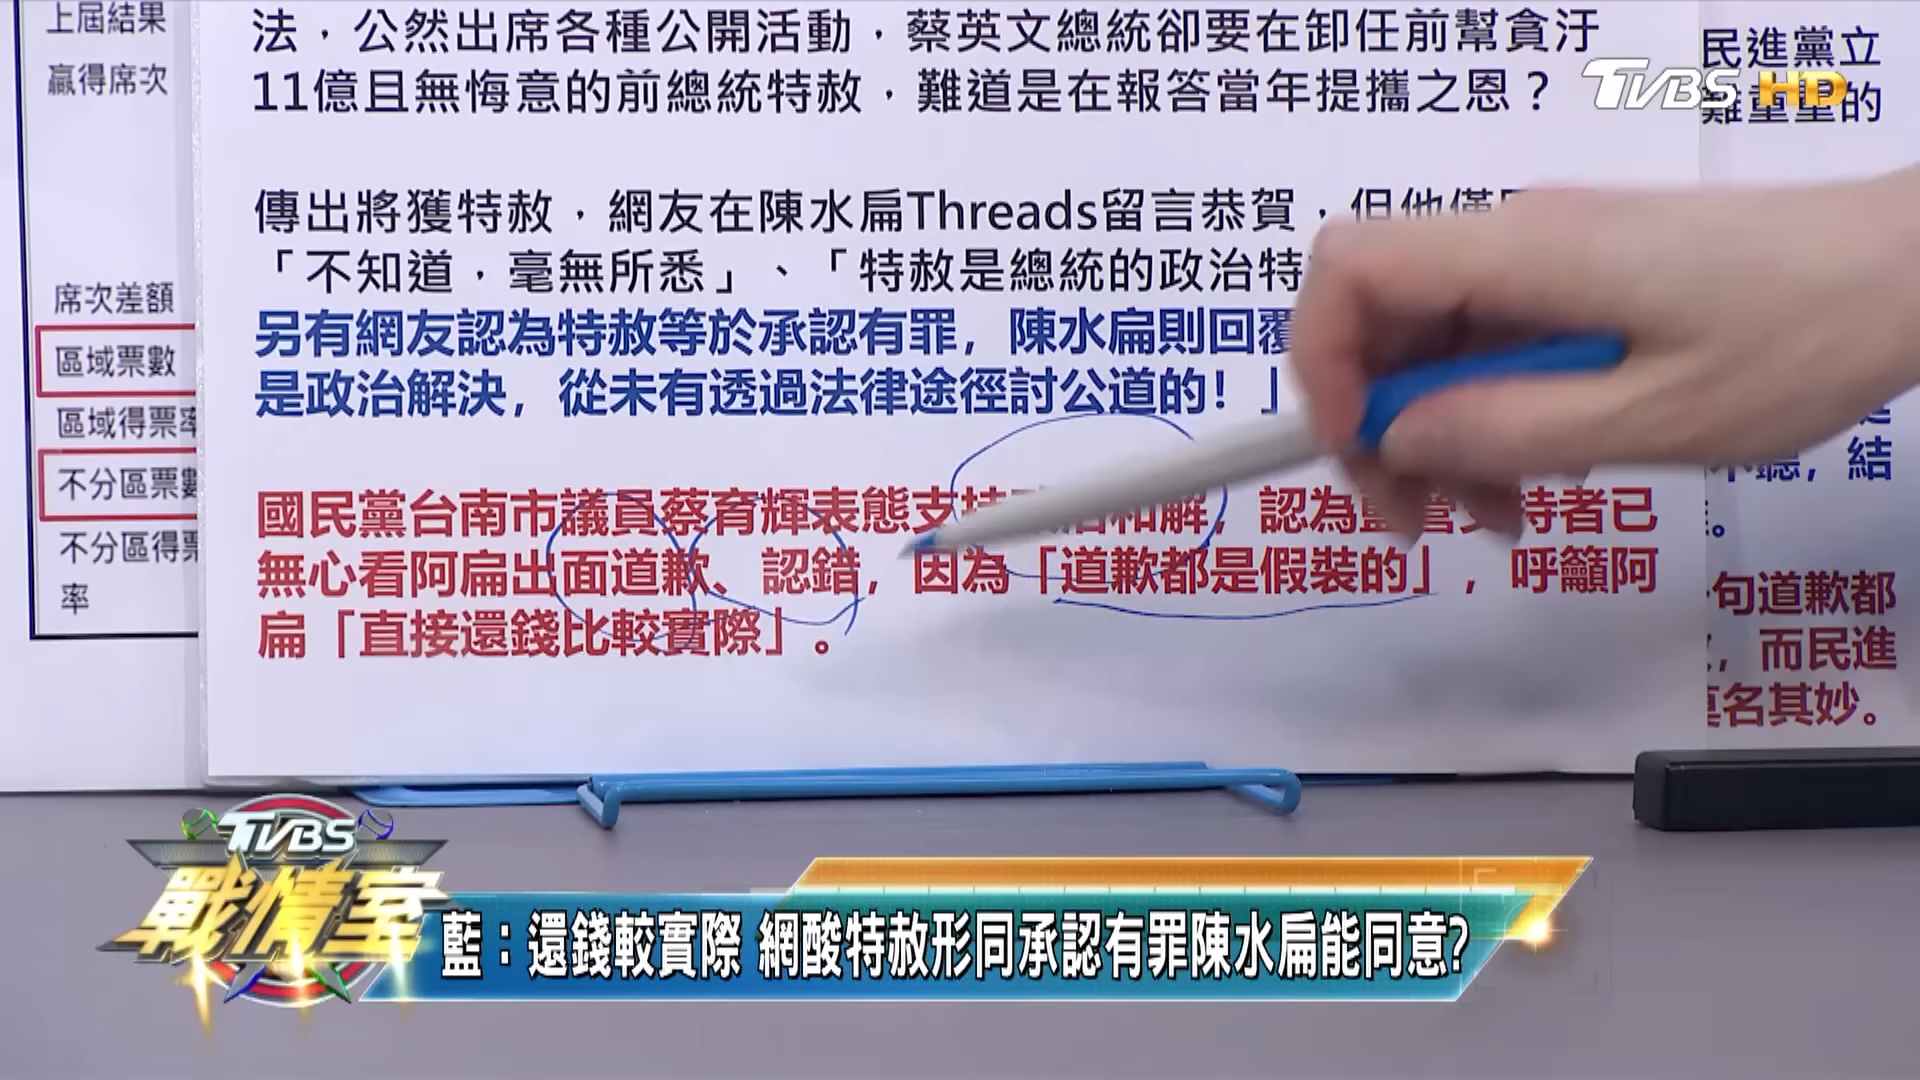 上屆結果
贏得席次
席次差額
區域票數
區域得票率
不分區票數
不分區得票
率
法，公然出席各種公開活動，蔡英文總統卻要在卸任前幫貪汙
11億且無悔意的前總統特赦，難道是在報答當年提攜之恩？
傳出將獲特赦，網友在陳水扁Threads留言恭賀，但他僅
「不知道，毫無所悉」、「特赦是總統的政治特
另有網友認為特赦等於承認有罪，陳水扁則回覆
是政治解決，從未有透過法律途徑討公道的！」
國民黨台南市議員蔡育輝表態支持和解，認為藍營支持者已
無心看阿扁出面道歉、認錯，因為「道歉都是假裝的」，呼籲阿
扁「直接還錢比較實際」。
民進黨立
難重重的
TVBS HD
結
句道歉都
，而民進
莫名其妙。
TVBS
戰情室
藍：還錢較實際 網酸特赦形同承認有罪陳水扁能同意?